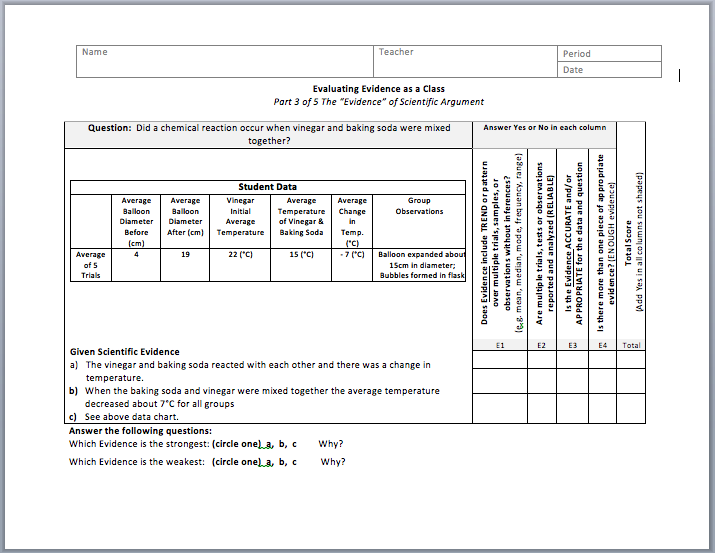 Name
Teacher
Period
Date
Evaluating Evidence as a Class
Part 3 of 5 The "Evidence" of Scientific Argument
Question: Did a chemical reaction occur when vinegar and baking soda were mixed
together?
Answer Yes or No in each column
Student Data
Average
Balloon
Diameter
Before
(cm)
Average
Balloon
Diameter
After (cm)
Vinegar
Initial
Average
Temperature
Average
Temperature
of Vinegar &
Baking Soda
Average
Change
in
Temp.
(°C)
Group
Observations
Average
of 5
Trials
4
19
22 (°C)
15 (°C)
- 7 (°C)
Balloon expanded about
15cm in diameter;
Bubbles formed in flask
Does Evidence include TREND or pattern
over multiple trials, samples, or
observations without inferences?
(e.g. mean, median, mode, frequency, range)
Are multiple trials, tests or observations
reported and analyzed (RELIABLE)
Is the Evidence ACCURATE and/or
APPROPRIATE for the data and question
Is there more than one piece of appropriate
evidence? (ENOUGH evidence)
Total Score
(Add Yes in all columns not shaded)
E1
E2
E3
E4
Total
Given Scientific Evidence
a) The vinegar and baking soda reacted with each other and there was a change in
temperature.
b) When the baking soda and vinegar were mixed together the average temperature
decreased about 7°C for all groups
c) See above data chart.
Answer the following questions:
Which Evidence is the strongest: (circle one) a, b, c Why?
Which Evidence is the weakest: (circle one) a, b, c Why?